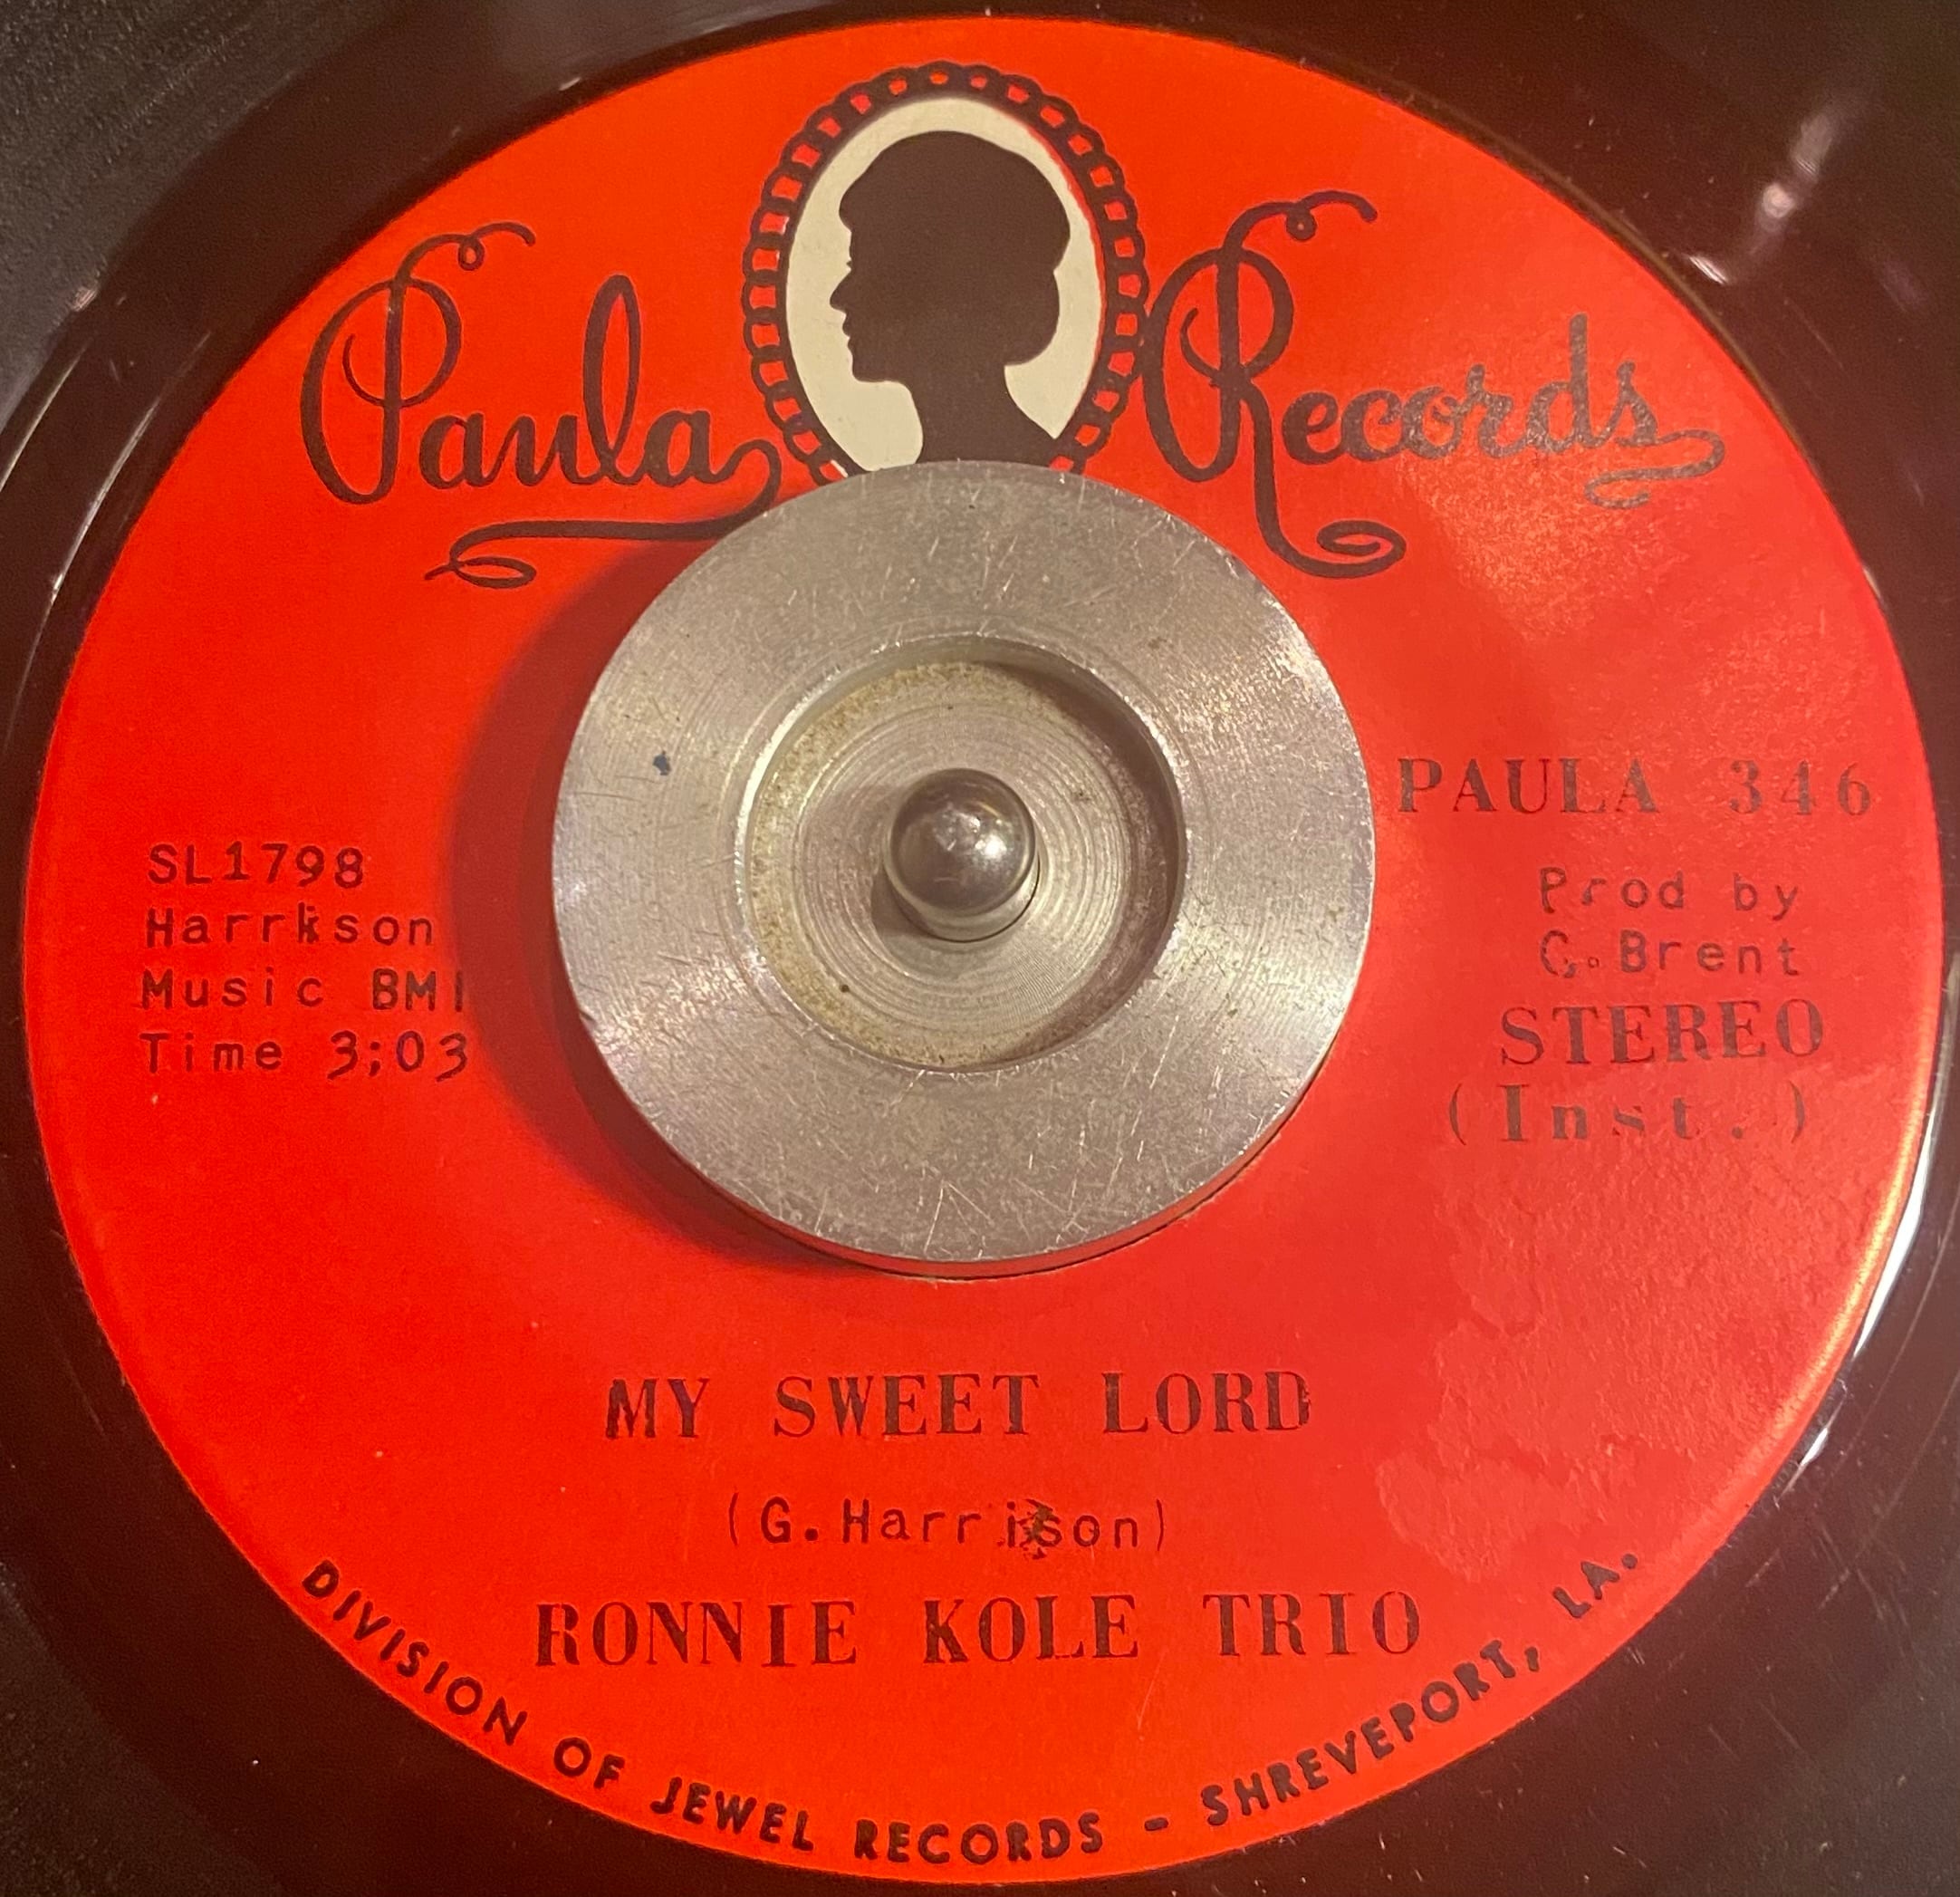 Paula Records
PAULA 346
SL1798
Harrison
Music BMI
Time 3;03
Prod by
G.Brent
STEREO
(Inst.)
MY SWEET LORD
(G.Harrison)
RONNIE KOLE TRIO
DIVISION OF JEWEL RECORDS - SHREVEPORT, LA.